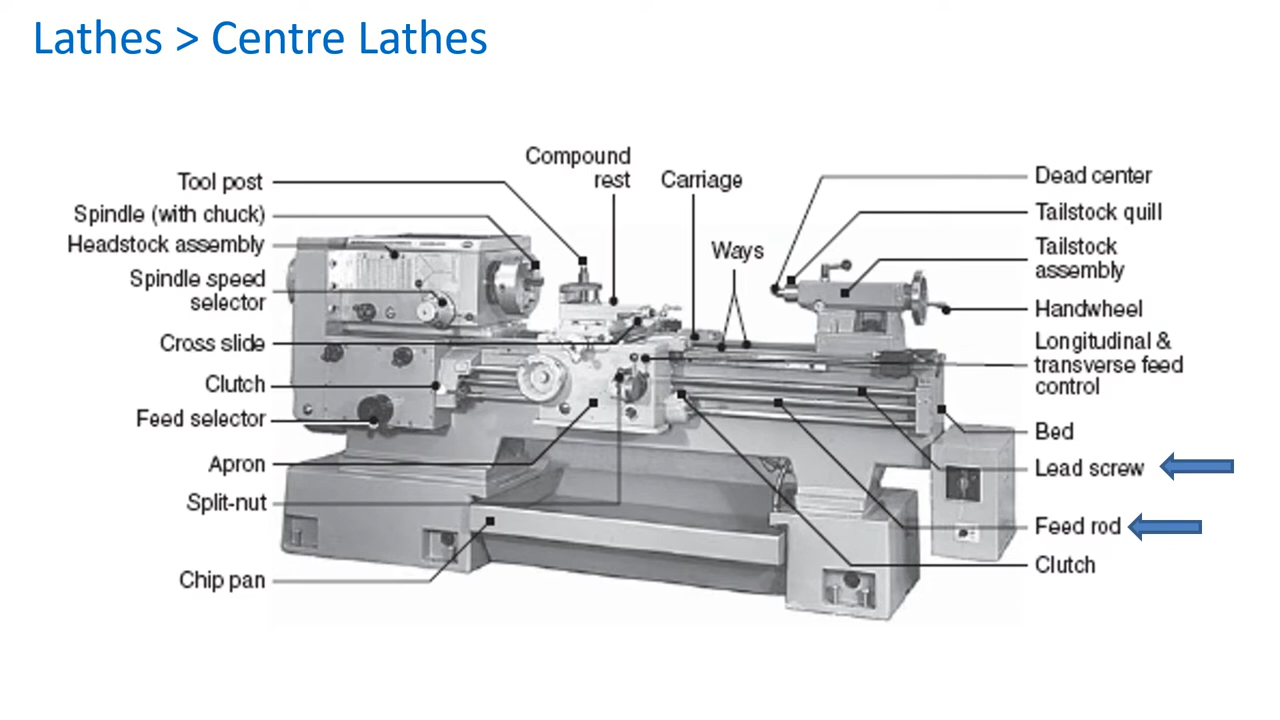 Lathes > Centre Lathes
Compound
rest
Carriage
Ways
Tool post
Spindle (with chuck)
Headstock assembly
Spindle speed
selector
Cross slide
Clutch
Feed selector
Apron
Split-nut
Chip pan
Dead center
Tailstock quill
Tailstock
assembly
Handwheel
Longitudinal &
transverse feed
control
Bed
Lead screw
Feed rod
Clutch